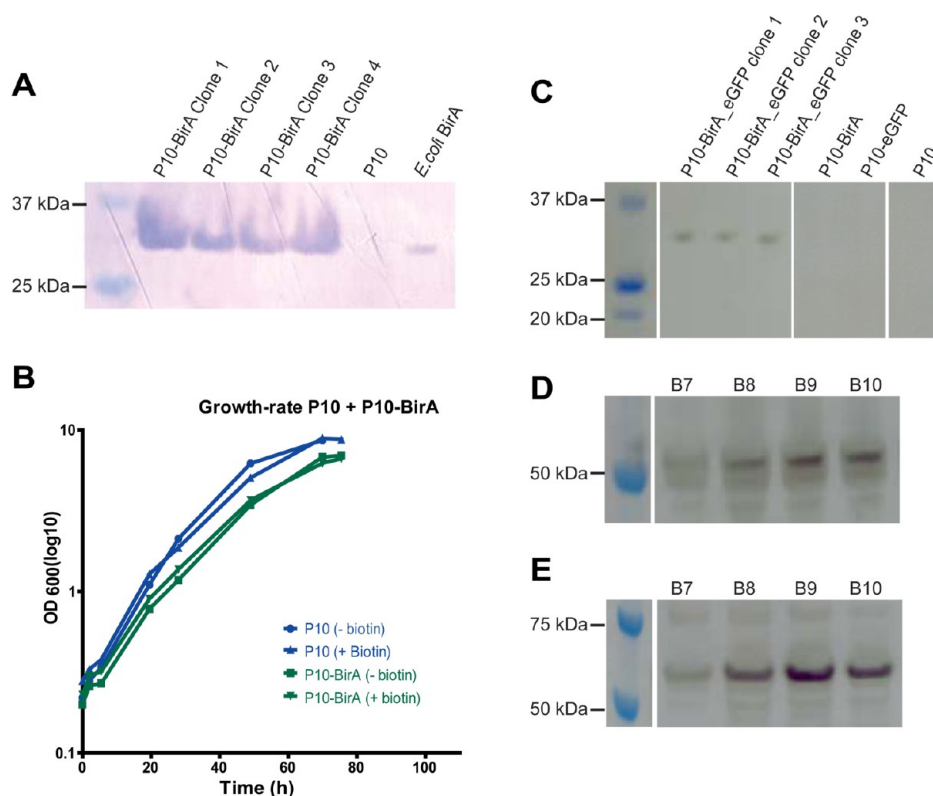 A
P10-BirA Clone 1
P10-BirA Clone 2
P10-BirA Clone 3
P10-BirA Clone 4
P10
E.coli BirA
37 kDa
25 kDa
B
Growth-rate P10 + P10-BirA
OD 600(log10)
10
1
0.1
P10 (- biotin)
P10 (+ Biotin)
P10-BirA (- biotin)
P10-BirA (+ biotin)
0 20 40 60 80 100
Time (h)
C
P10-BirA_eGFP clone 1
P10-BirA_eGFP clone 2
P10-BirA_eGFP clone 3
P10-BirA
P10-eGFP
P10
37 kDa
25 kDa
20 kDa
D
B7 B8 B9 B10
50 kDa
E
B7 B8 B9 B10
75 kDa
50 kDa